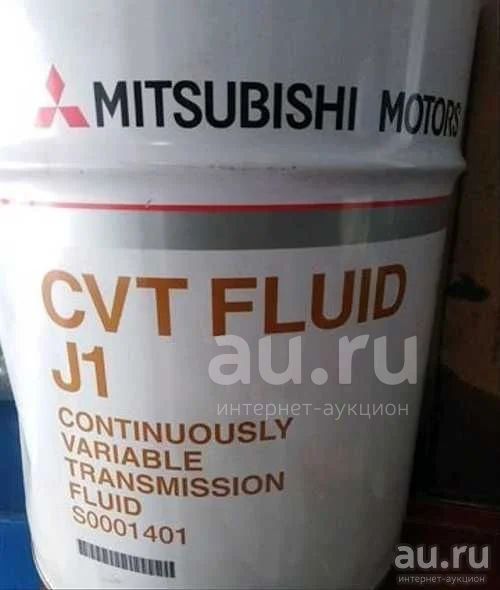 MITSUBISHI MOTORS
CVT FLUID
J1
au.ru
интернет-аукцион
CONTINUOUSLY
VARIABLE
TRANSMISSION
FLUID
S0001401
au.ru
интернет-аукцион